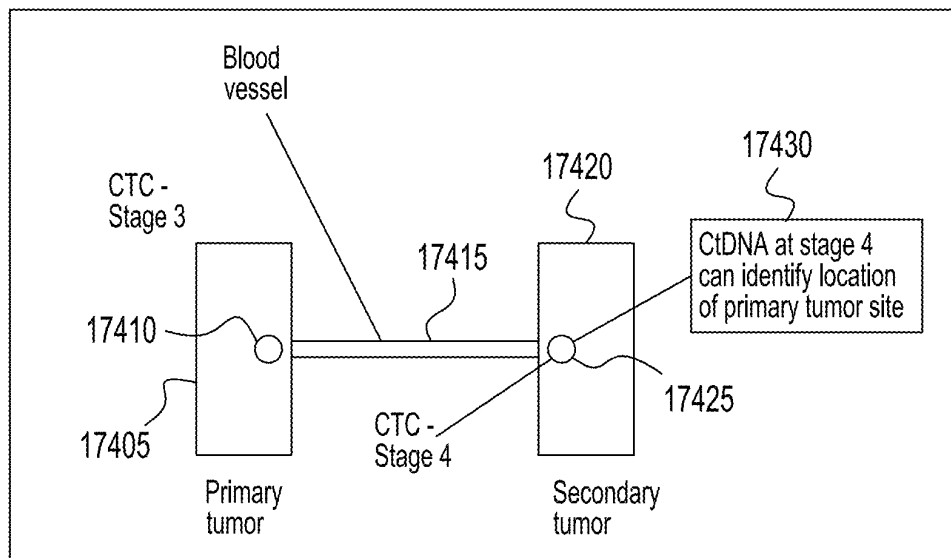 Blood
vessel
17430
17420
CTC -
Stage 3
CtDNA at stage 4
can identify location
of primary tumor site
17415
17410
17425
CTC -
Stage 4
17405
Primary
tumor
Secondary
tumor